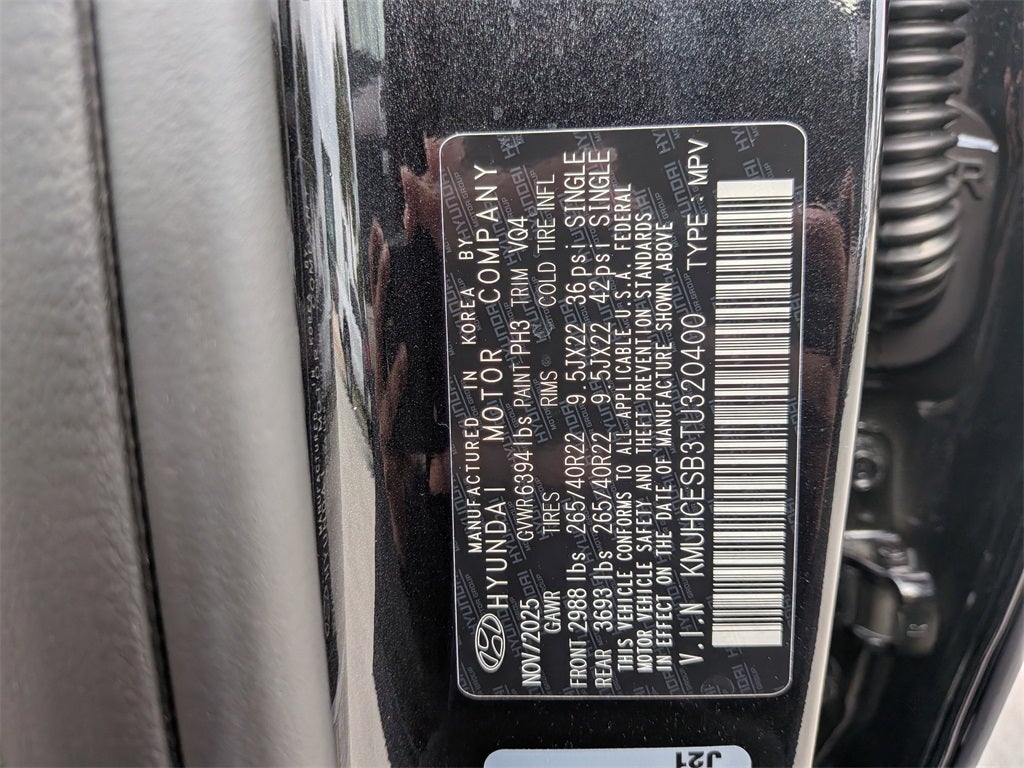 MANUFACTURED IN KOREA BY
HYUNDAI MOTOR COMPANY
NOV/2025 GVWR 6394 lbs PAINT PH3 TRIM VQ4
GAWR TIRES RIMS COLD TIRE INFL
FRONT 2988 lbs 265/40R22 9.5JX22 36 psi SINGLE
REAR 3693 lbs 265/40R22 9.5JX22 42 psi SINGLE
THIS VEHICLE CONFORMS TO ALL APPLICABLE U.S.A. FEDERAL
MOTOR VEHICLE SAFETY AND THEFT PREVENTION STANDARDS
IN EFFECT ON THE DATE OF MANUFACTURE SHOWN ABOVE
V.I.N KMUHCESB3TU320400 TYPE : MPV
J21
R